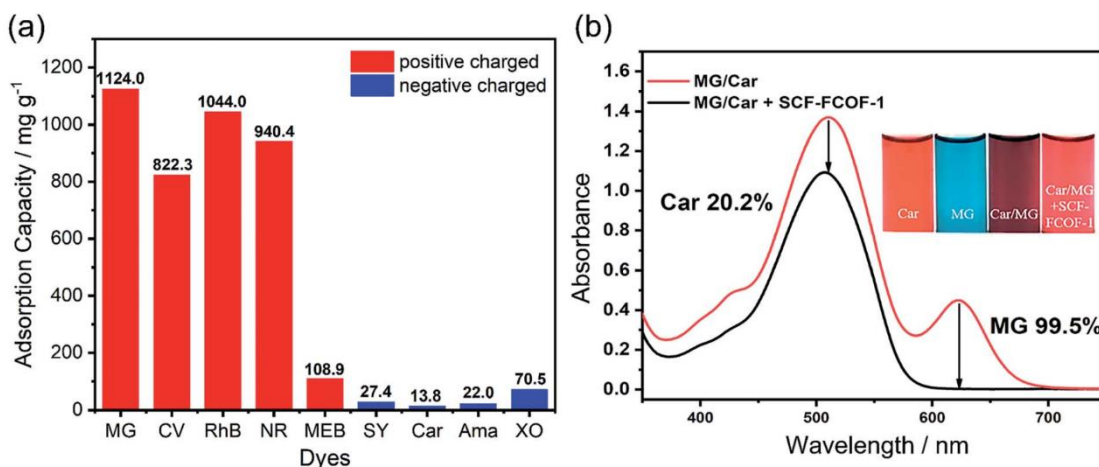 (a)
Adsorption Capacity / mg g⁻¹
1200
1000
800
600
400
200
0
positive charged
negative charged
1124.0
822.3
1044.0
940.4
108.9
27.4
13.8
22.0
70.5
MG CV RhB NR MEB SY Car Ama XO
Dyes
(b)
Absorbance
1.6
1.4
1.2
1.0
0.8
0.6
0.4
0.2
0.0
MG/Car
MG/Car + SCF-FCOF-1
Car 20.2%
MG 99.5%
Car
MG
Car/MG
Car/MG
+SCF-
FCOF-1
400 500 600 700
Wavelength / nm